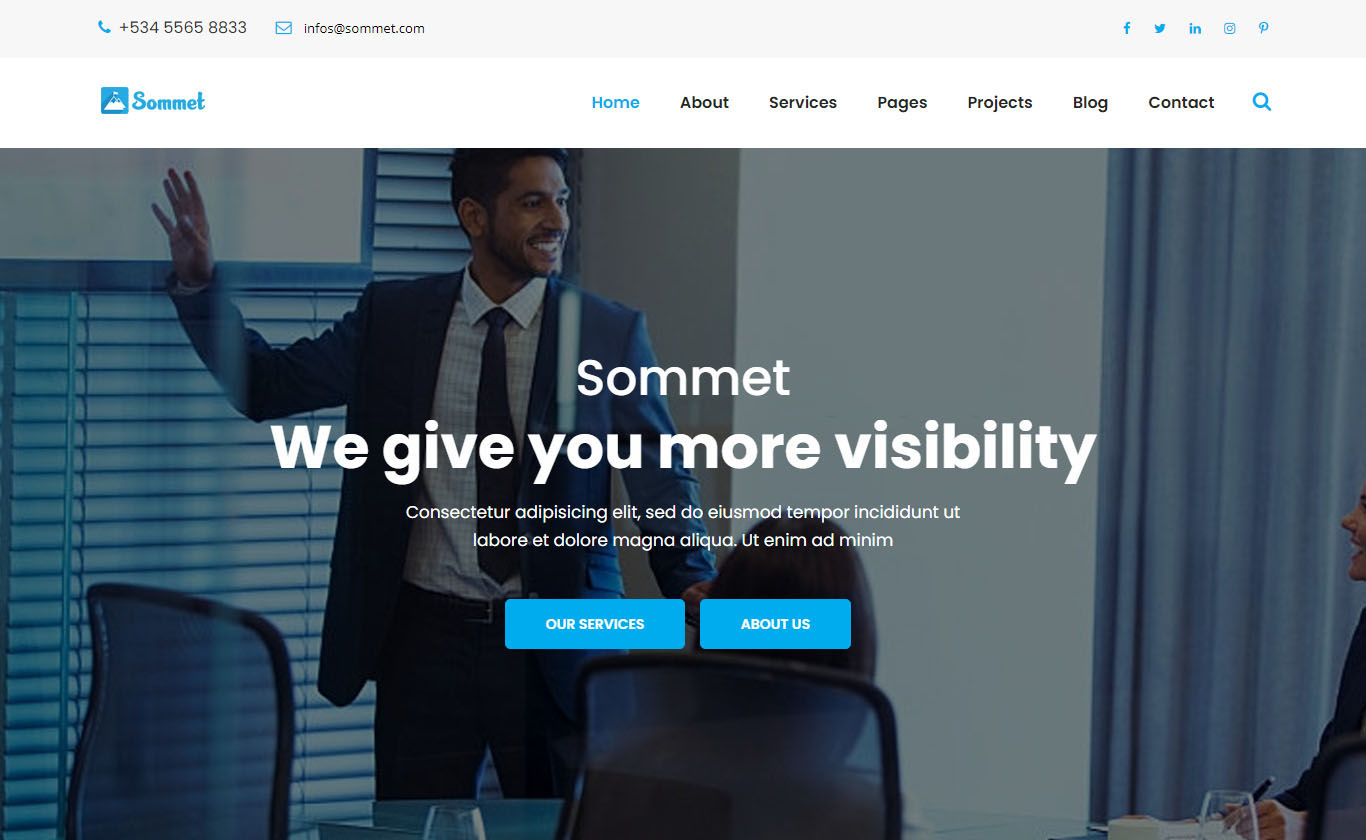 +534 5565 8833 infos@sommet.com
Sommet Home About Services Pages Projects Blog Contact
Sommet
We give you more visibility
Consectetur adipisicing elit, sed do eiusmod tempor incididunt ut
labore et dolore magna aliqua. Ut enim ad minim
OUR SERVICES ABOUT US